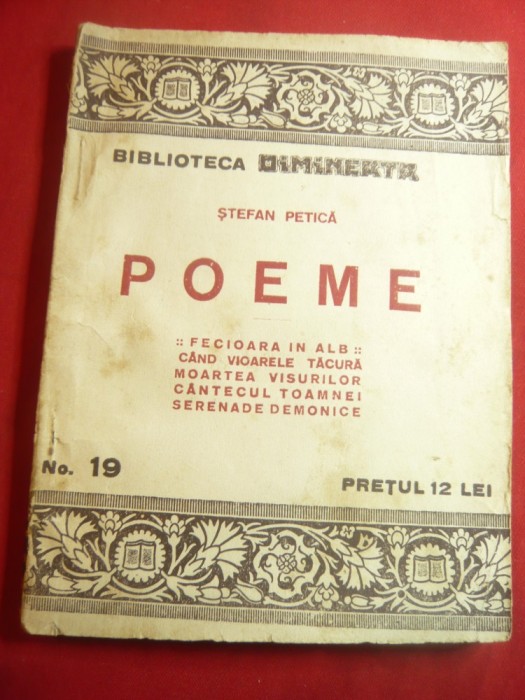 BIBLIOTECA DIMINEAȚA
ȘTEFAN PETICĂ
POEME
:: FECIOARA IN ALB ::
CÂND VIOARELE TĂCURĂ
MOARTEA VISURILOR
CÂNTECUL TOAMNEI
SERENADE DEMONICE
No. 19
PREȚUL 12 LEI